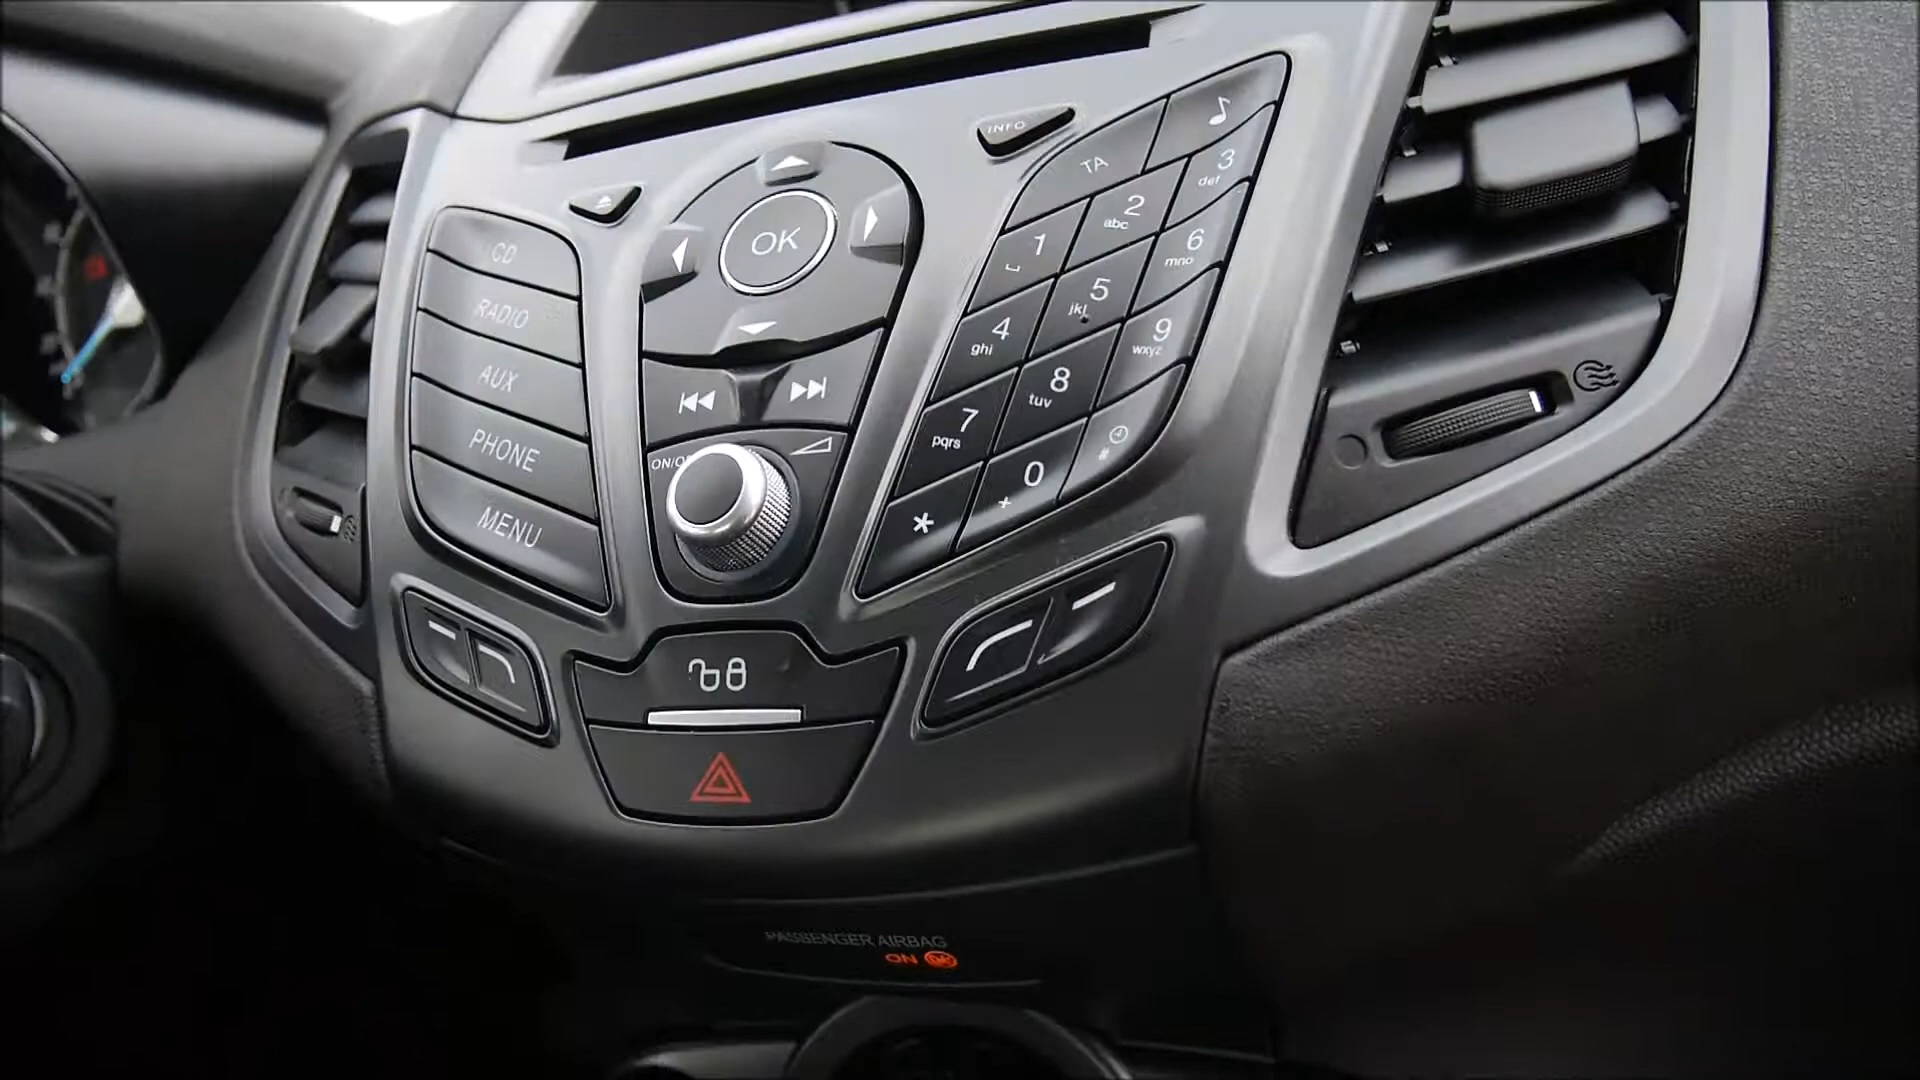 INFO
TA
CD
RADIO
AUX
PHONE
MENU
OK
ON/O
1
2
abc
3
def
4
ghi
5
jkl
6
mno
7
pqrs
8
tuv
9
wxyz
*
0
+
#
PASSENGER AIRBAG
ON